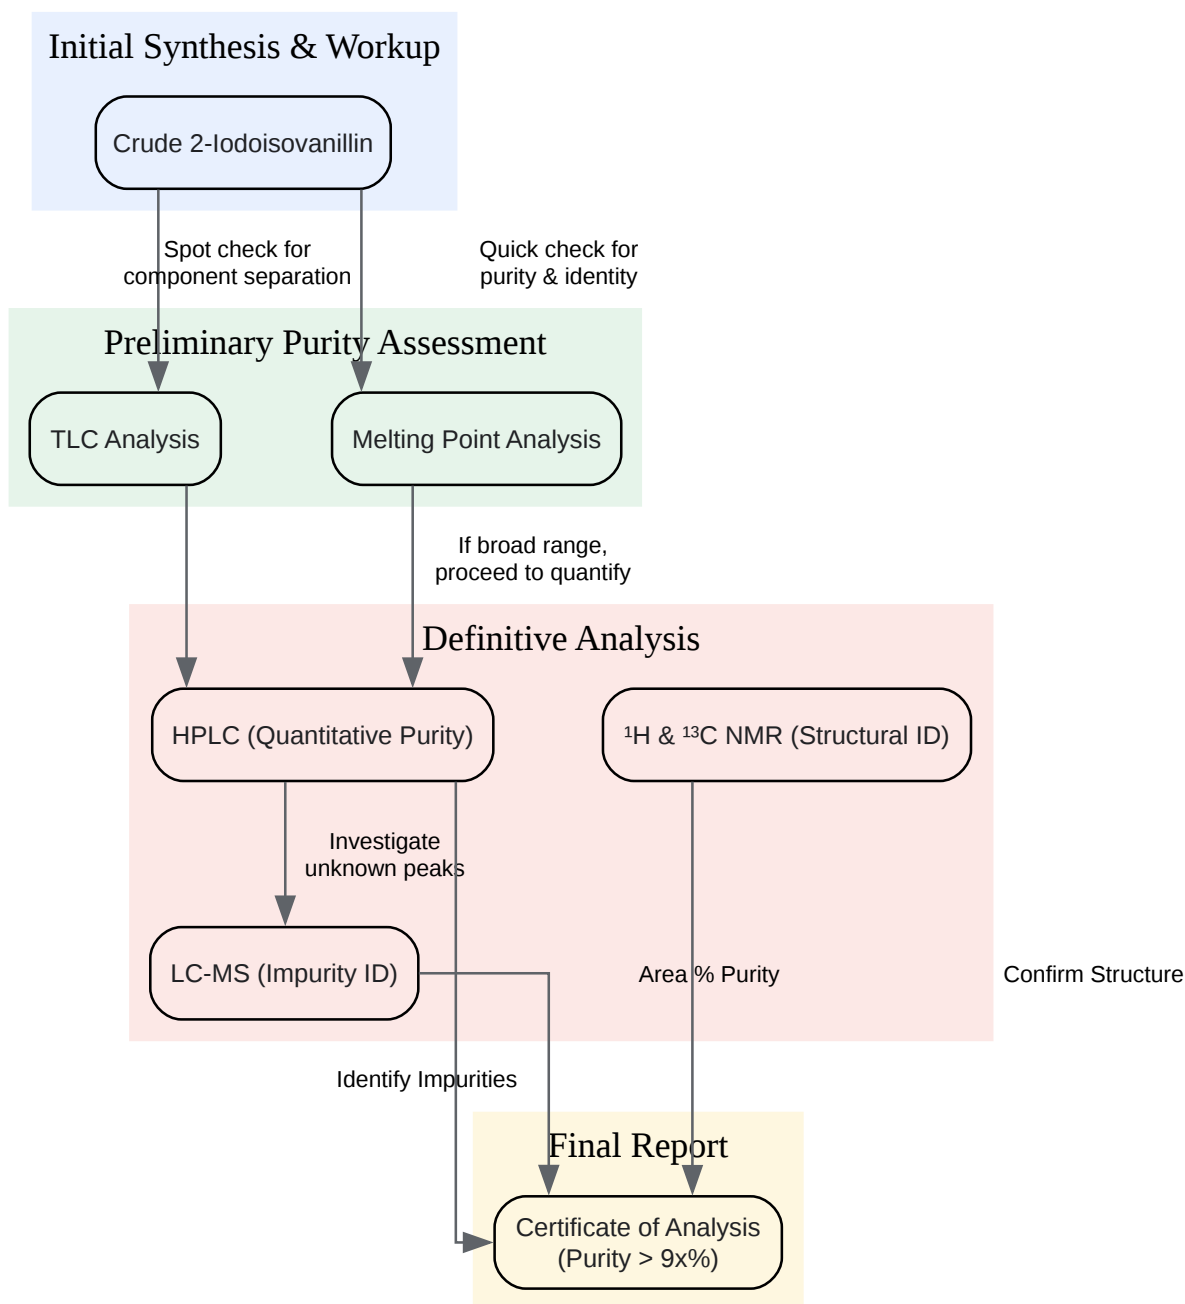 Initial Synthesis & Workup
Crude 2-Iodoisovanillin
Spot check for
component separation
Quick check for
purity & identity
Preliminary Purity Assessment
TLC Analysis
Melting Point Analysis
If broad range,
proceed to quantify
Definitive Analysis
HPLC (Quantitative Purity)
¹H & ¹³C NMR (Structural ID)
Investigate
unknown peaks
LC-MS (Impurity ID)
Area % Purity
Confirm Structure
Identify Impurities
Final Report
Certificate of Analysis
(Purity > 9x%)